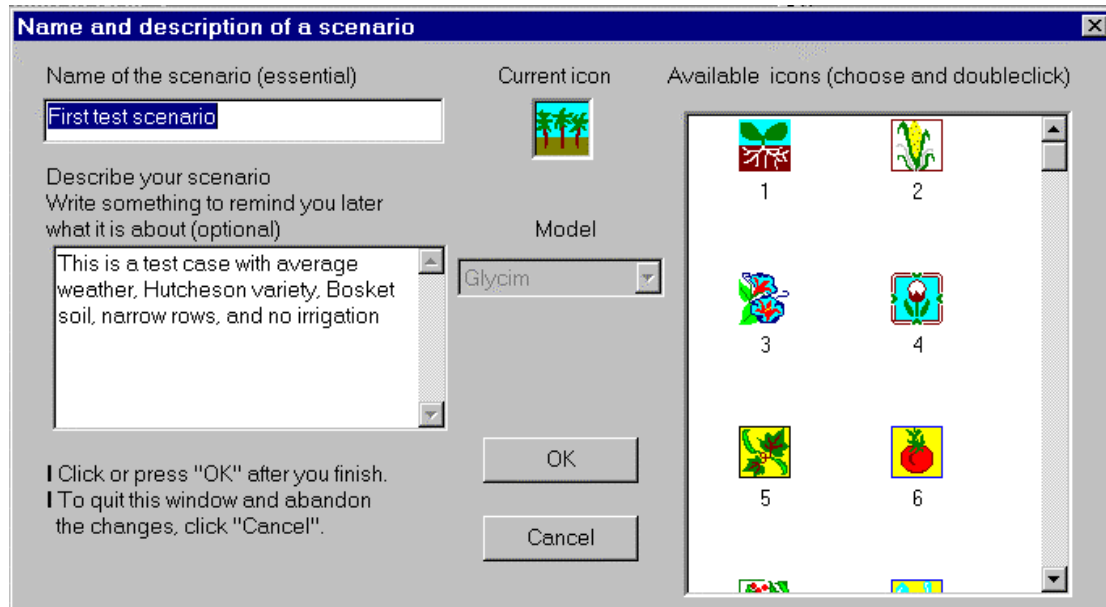 Name and description of a scenario
Name of the scenario (essential)
First test scenario
Describe your scenario
Write something to remind you later
what it is about (optional)
This is a test case with average
weather, Hutcheson variety, Bosket
soil, narrow rows, and no irrigation
I Click or press "OK" after you finish.
I To quit this window and abandon
the changes, click "Cancel".
Current icon
Model
Glycim
OK
Cancel
Available icons (choose and doubleclick)
1 2
3 4
5 6